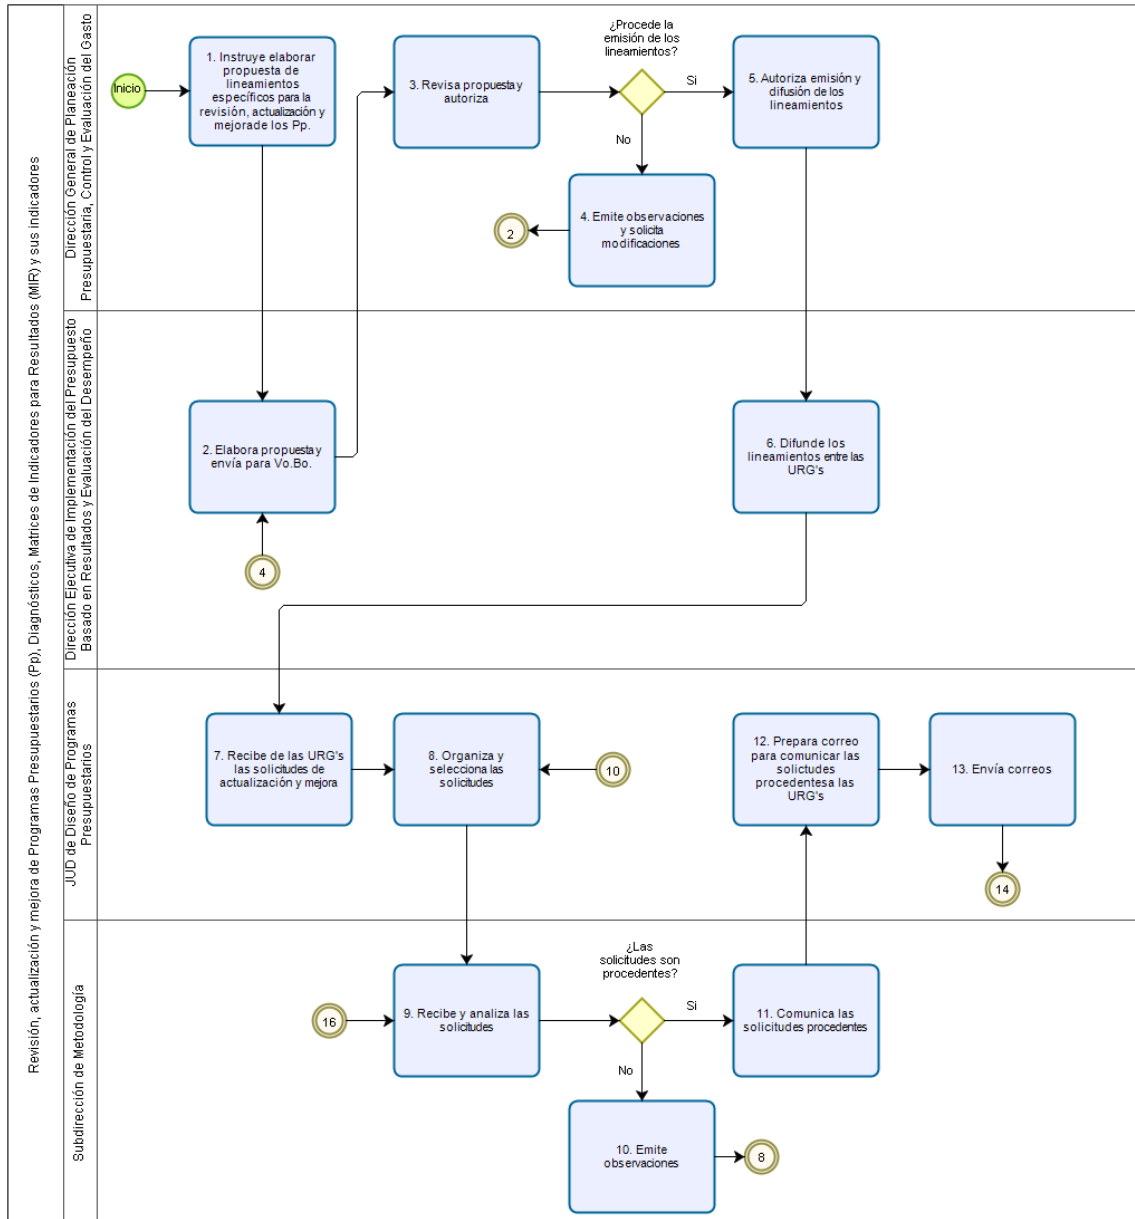 Revisión, actualización y mejora de Programas Presupuestarios (Pp), Diagnósticos, Matrices de Indicadores para Resultados (MIR) y sus indicadores
Dirección General de Planeación
Presupuestaria, Control y Evaluación del Gasto
Inicio
1. Instruye elaborar
propuesta de
lineamientos
específicos para la
revisión, actualización y
mejorade los Pp.
3. Revisa propuesta y
autoriza
¿Procede la
emisión de los
lineamientos?
Si
No
5. Autoriza emisión y
difusión de los
lineamientos
4. Emite observaciones
y solicita
modificaciones
2
Dirección Ejecutiva de Implementación del Presupuesto
Basado en Resultados y Evaluación del Desempeño
2. Elabora propuesta y
envía para Vo.Bo.
4
6. Difunde los
lineamientos entre las
URG's
JUD de Diseño de Programas
Presupuestarios
7. Recibe de las URG's
las solicitudes de
actualización y mejora
8. Organiza y
selecciona las
solicitudes
10
12. Prepara correo
para comunicar las
solictudes
procedentesa las
URG's
13. Envía correos
14
Subdirección de Metodología
16
9. Recibe y analiza las
solicitudes
¿Las
solicitudes son
procedentes?
Si
No
11. Comunica las
solicitudes procedentes
10. Emite
observaciones
8